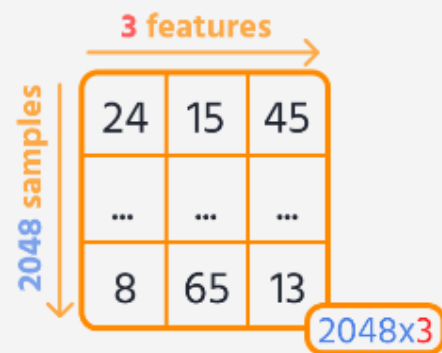 3 features
2048 samples
24 15 45
... ... ...
8 65 13
2048x3